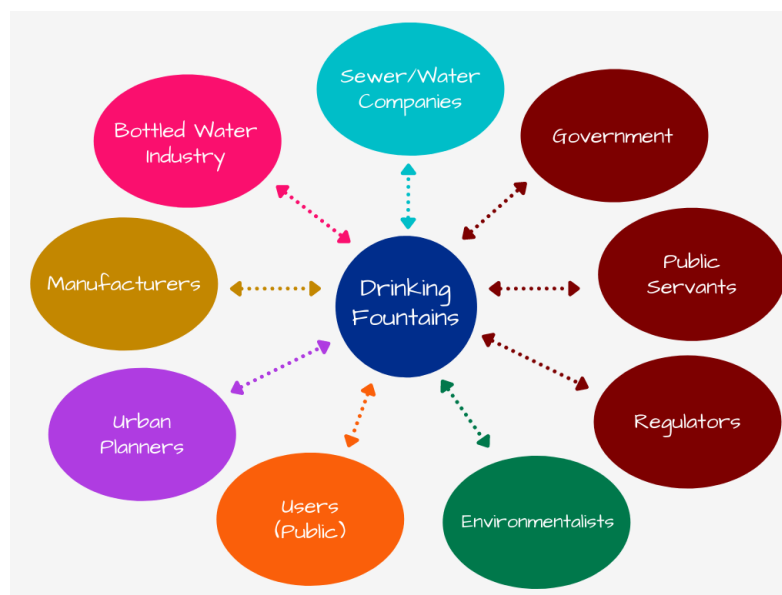 Sewer/Water
Companies
Bottled Water
Industry
Government
Manufacturers
Drinking
Fountains
Public
Servants
Urban
Planners
Regulators
Users
(Public)
Environmentalists